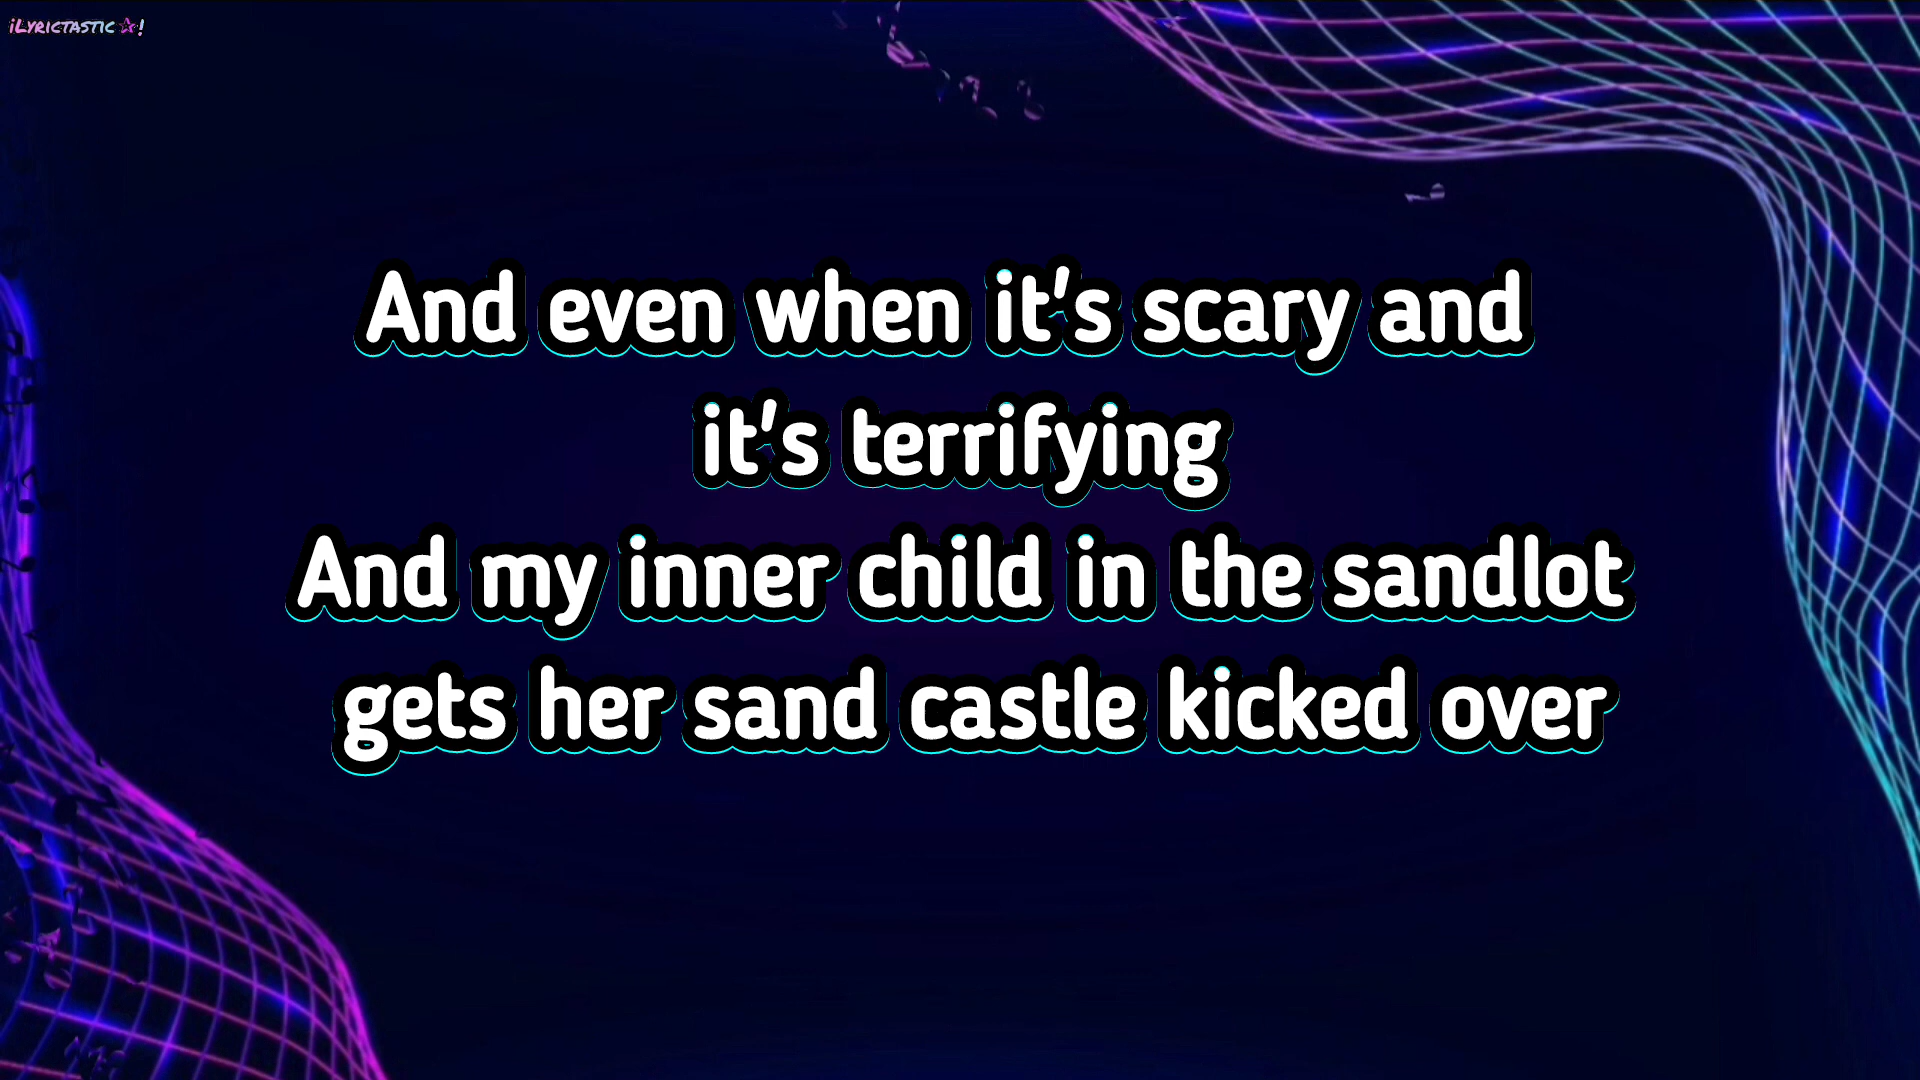 iLyrictastic☆!
And even when it's scary and
it's terrifying
And my inner child in the sandlot
gets her sand castle kicked over